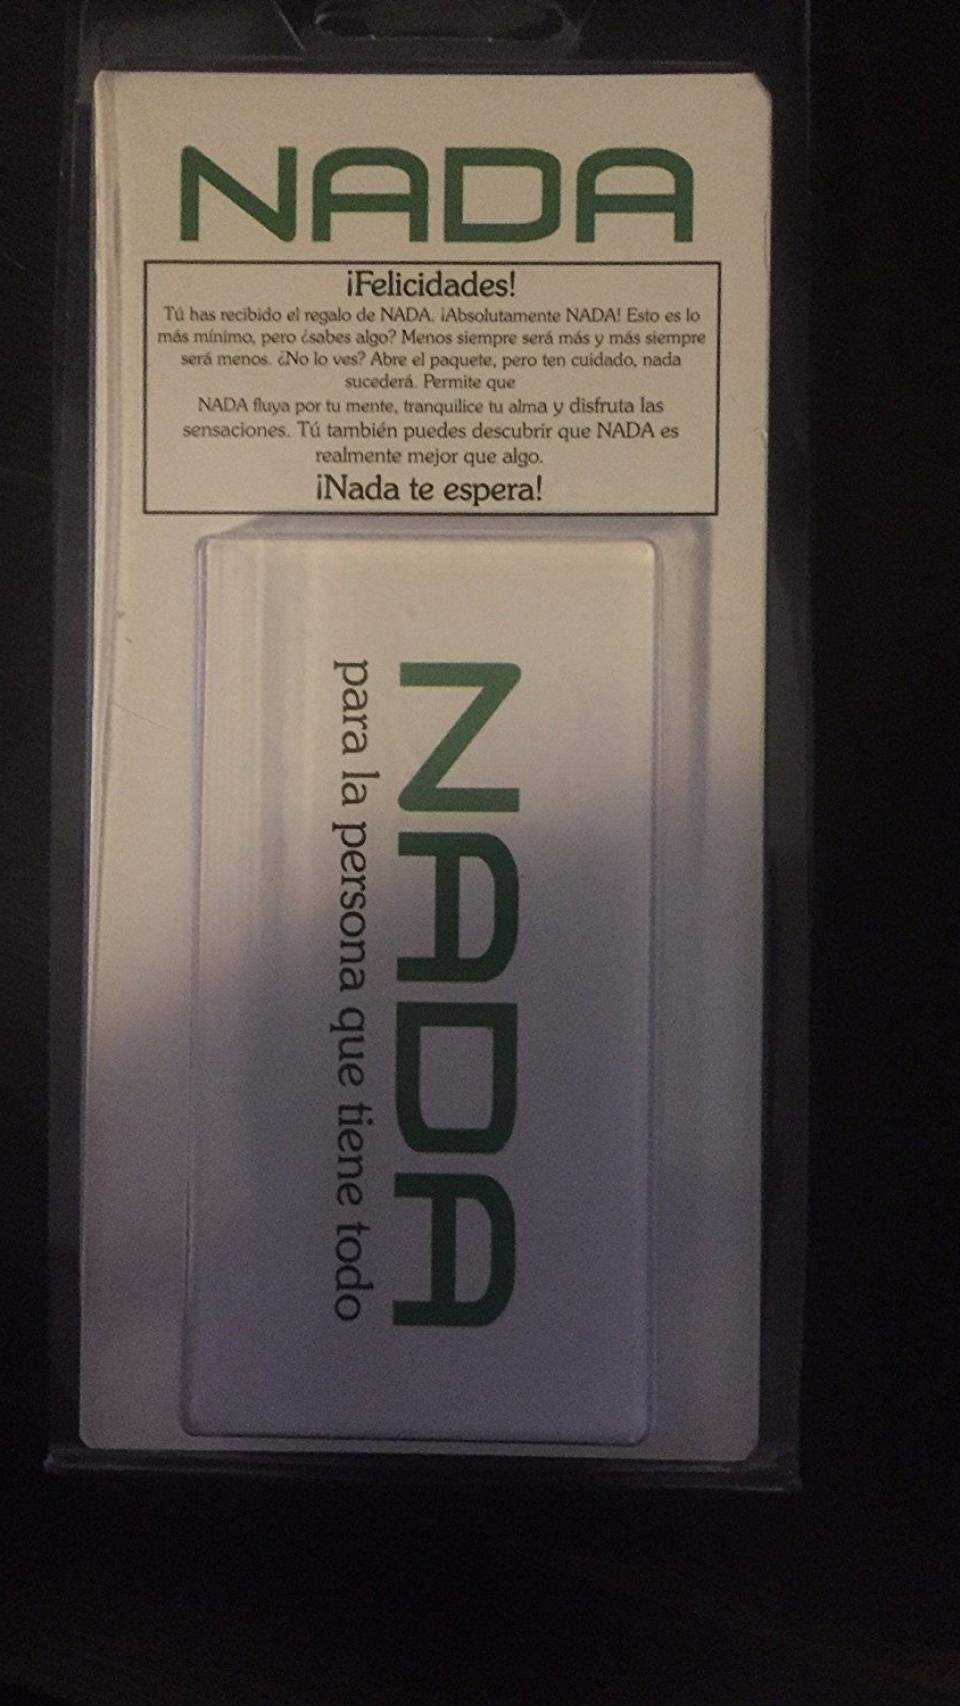 NADA
¡Felicidades!
Tú has recibido el regalo de NADA. ¡Absolutamente NADA! Esto es lo
más mínimo, pero ¿sabes algo? Menos siempre será más y más siempre
será menos. ¿No lo ves? Abre el paquete, pero ten cuidado, nada
sucederá. Permite que
NADA fluya por tu mente, tranquilice tu alma y disfruta las
sensaciones. Tú también puedes descubrir que NADA es
realmente mejor que algo.
¡Nada te espera!
NADA
para la persona que tiene todo